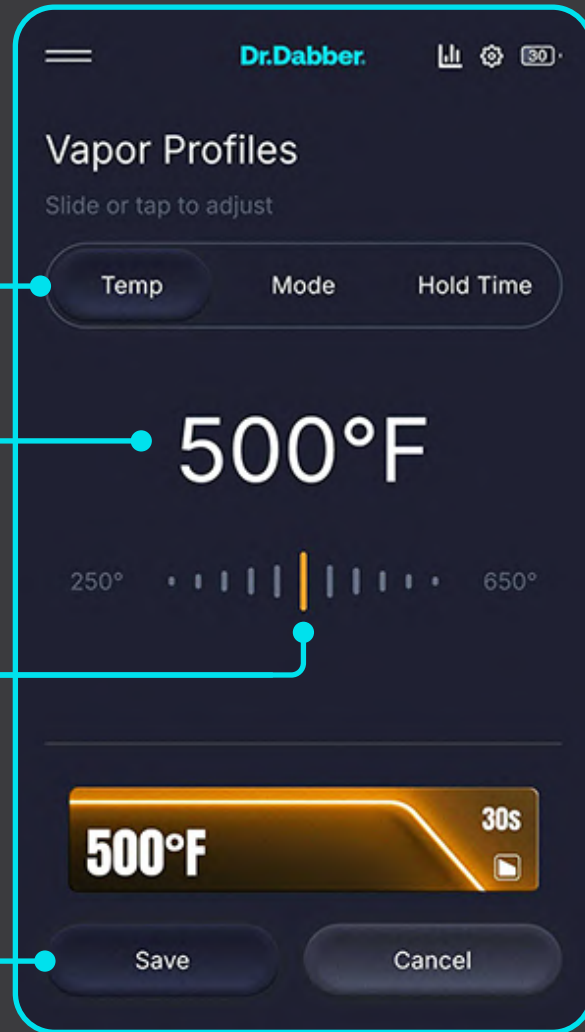 Dr.Dabber.
30
Vapor Profiles
Slide or tap to adjust
Temp Mode Hold Time
500°F
250° 650°
30s
500°F
Save Cancel